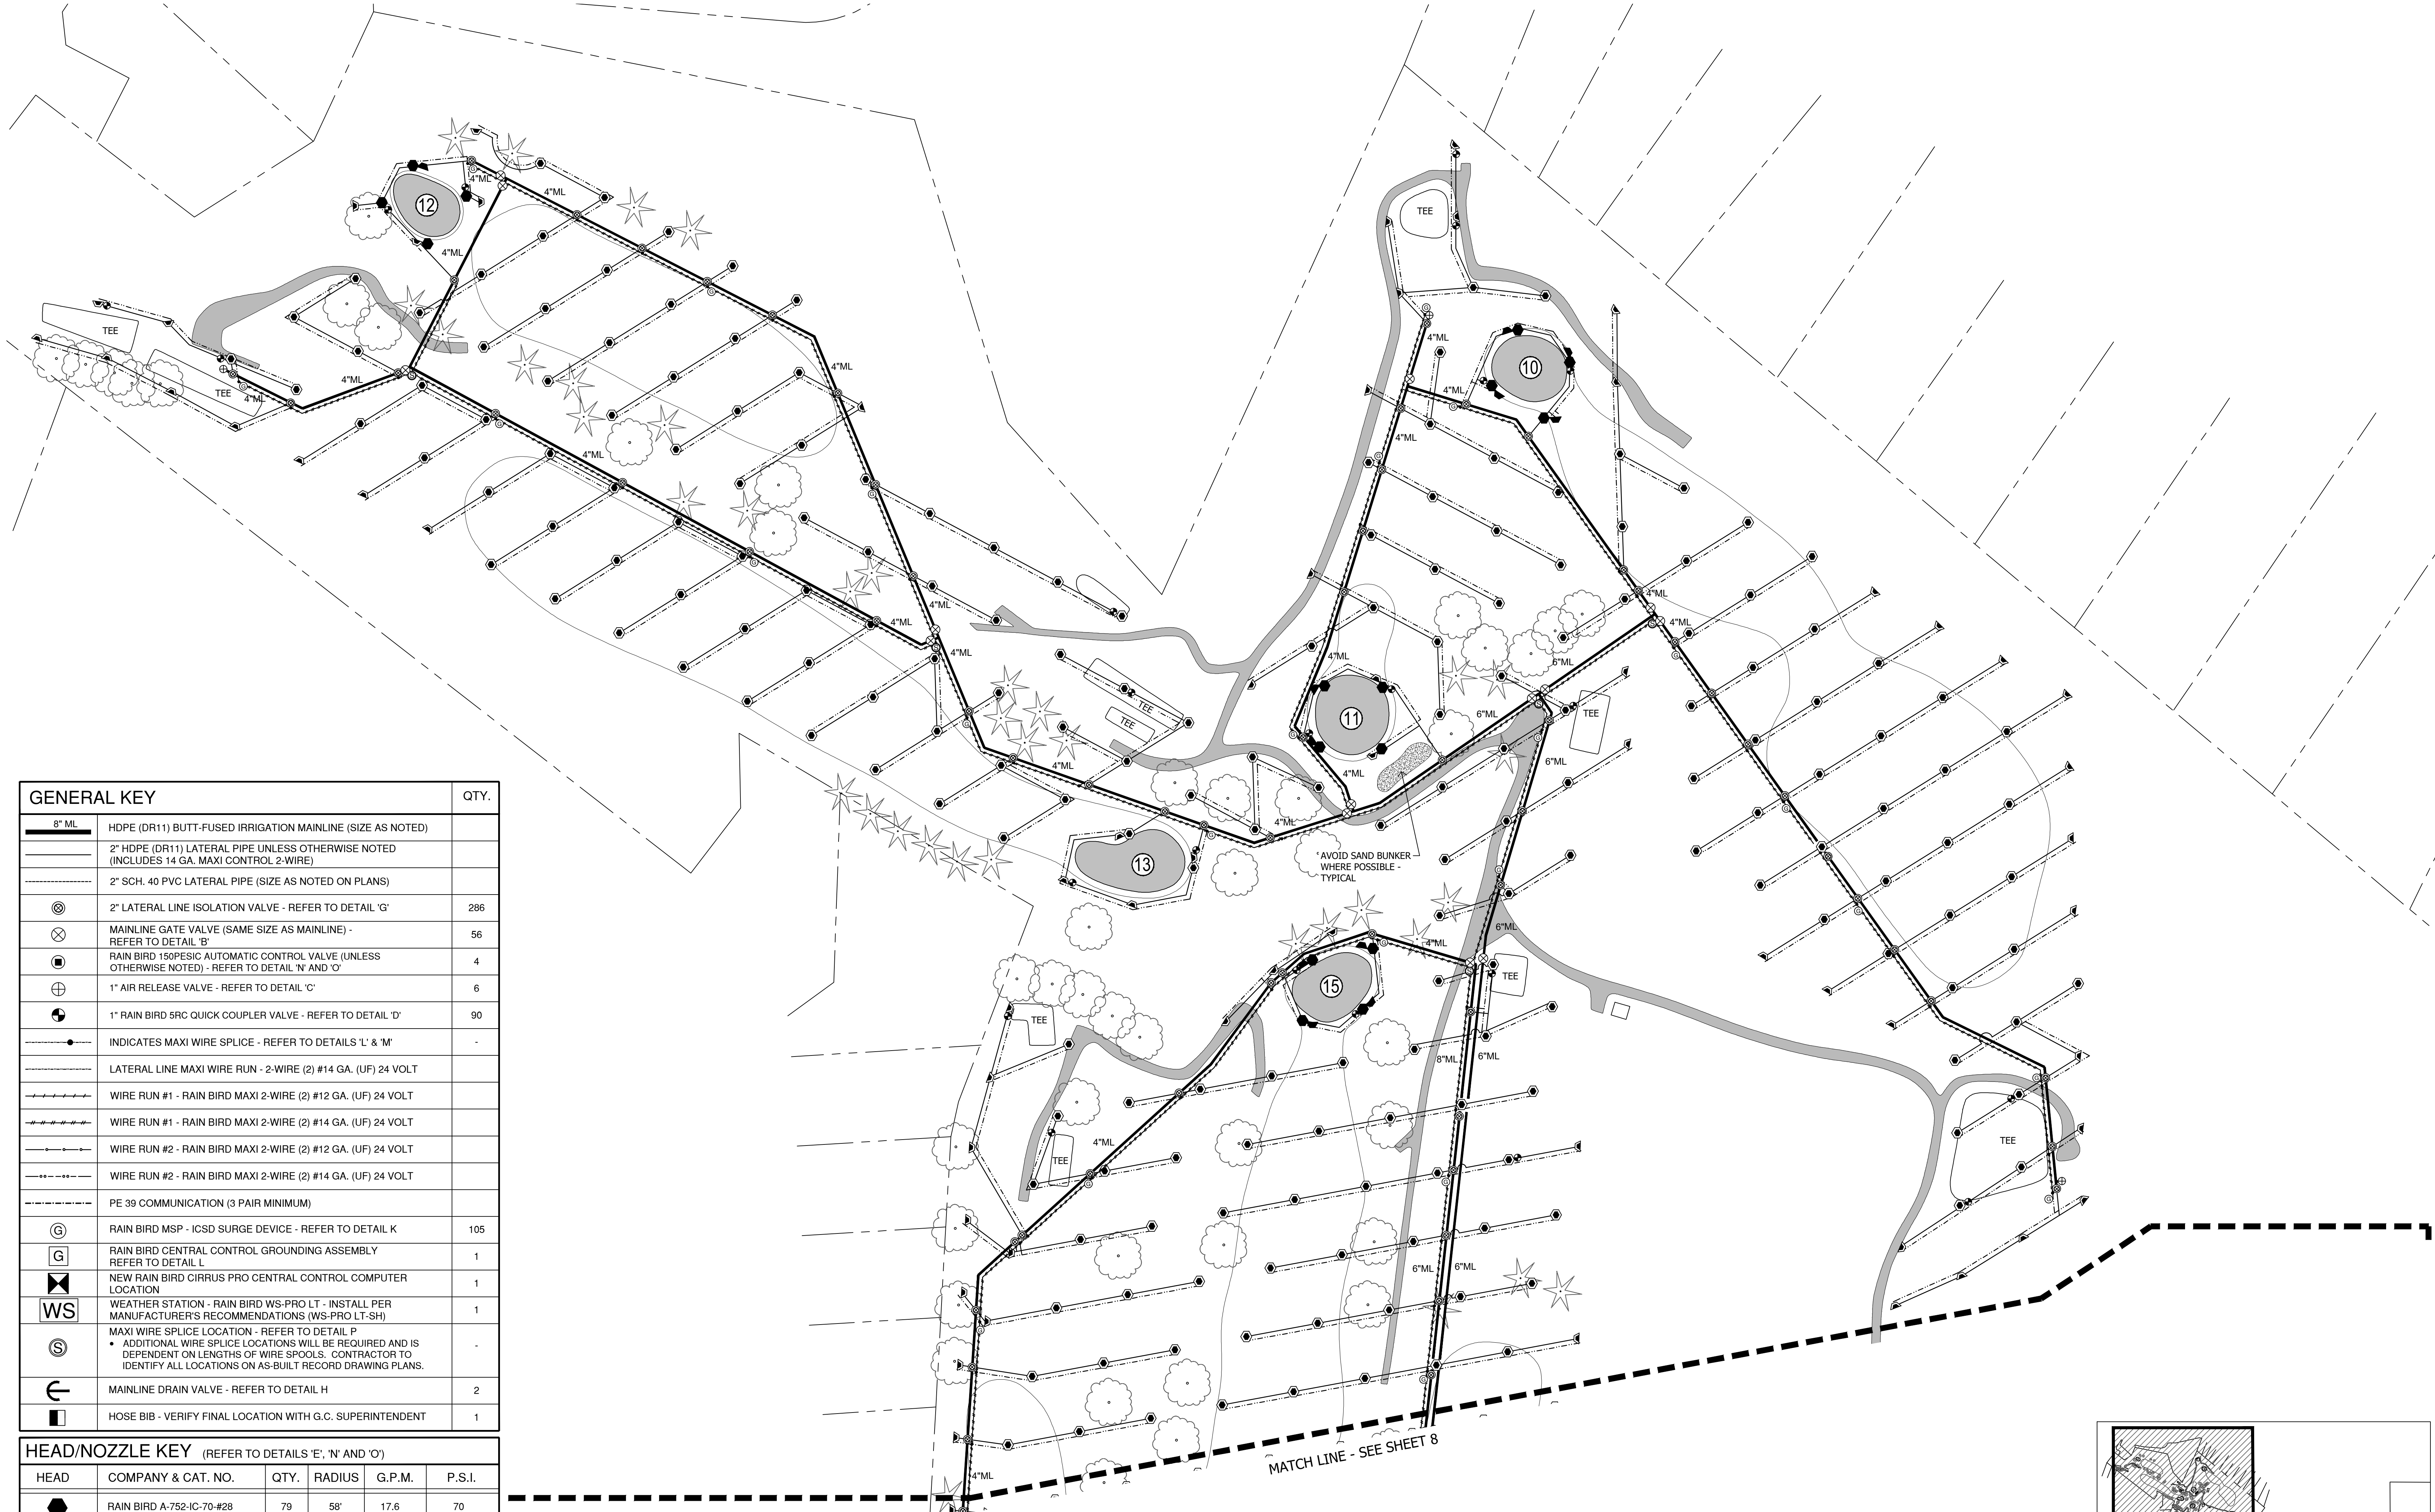 GENERAL KEY QTY.
8" ML HDPE (DR11) BUTT-FUSED IRRIGATION MAINLINE (SIZE AS NOTED)
2" HDPE (DR11) LATERAL PIPE UNLESS OTHERWISE NOTED
(INCLUDES 14 GA. MAXI CONTROL 2-WIRE)
2" SCH. 40 PVC LATERAL PIPE (SIZE AS NOTED ON PLANS)
2" LATERAL LINE ISOLATION VALVE - REFER TO DETAIL 'G' 286
MAINLINE GATE VALVE (SAME SIZE AS MAINLINE) -
REFER TO DETAIL 'B' 56
RAIN BIRD 150PESIC AUTOMATIC CONTROL VALVE (UNLESS
OTHERWISE NOTED) - REFER TO DETAIL 'N' AND 'O' 4
1" AIR RELEASE VALVE - REFER TO DETAIL 'C' 6
1" RAIN BIRD 5RC QUICK COUPLER VALVE - REFER TO DETAIL 'D' 90
INDICATES MAXI WIRE SPLICE - REFER TO DETAILS 'L' & 'M' -
LATERAL LINE MAXI WIRE RUN - 2-WIRE (2) #14 GA. (UF) 24 VOLT
WIRE RUN #1 - RAIN BIRD MAXI 2-WIRE (2) #12 GA. (UF) 24 VOLT
WIRE RUN #1 - RAIN BIRD MAXI 2-WIRE (2) #14 GA. (UF) 24 VOLT
WIRE RUN #2 - RAIN BIRD MAXI 2-WIRE (2) #12 GA. (UF) 24 VOLT
WIRE RUN #2 - RAIN BIRD MAXI 2-WIRE (2) #14 GA. (UF) 24 VOLT
PE 39 COMMUNICATION (3 PAIR MINIMUM)
G RAIN BIRD MSP - ICSD SURGE DEVICE - REFER TO DETAIL K 105
G RAIN BIRD CENTRAL CONTROL GROUNDING ASSEMBLY
REFER TO DETAIL L 1
NEW RAIN BIRD CIRRUS PRO CENTRAL CONTROL COMPUTER
LOCATION 1
WS WEATHER STATION - RAIN BIRD WS-PRO LT - INSTALL PER
MANUFACTURER'S RECOMMENDATIONS (WS-PRO LT-SH) 1
S MAXI WIRE SPLICE LOCATION - REFER TO DETAIL P -
• ADDITIONAL WIRE SPLICE LOCATIONS WILL BE REQUIRED AND IS
DEPENDENT ON LENGTHS OF WIRE SPOOLS. CONTRACTOR TO
IDENTIFY ALL LOCATIONS ON AS-BUILT RECORD DRAWING PLANS.
MAINLINE DRAIN VALVE - REFER TO DETAIL H 2
HOSE BIB - VERIFY FINAL LOCATION WITH G.C. SUPERINTENDENT 1
HEAD/NOZZLE KEY (REFER TO DETAILS 'E', 'N' AND 'O')
HEAD COMPANY & CAT. NO. QTY. RADIUS G.P.M. P.S.I.
RAIN BIRD A-752-IC-70-#28 79 58' 17.6 70
12
4"ML
4"ML
4"ML
TEE
TEE
4"ML
4"ML
4"ML
4"ML
4"ML
4"ML
4"ML
TEE
TEE
4"ML
13
4"ML
TEE
4"ML
10
4"ML
4"ML
4"ML
11
4"ML
4"ML
4"ML
6"ML
6"ML
TEE
6"ML
AVOID SAND BUNKER
WHERE POSSIBLE -
TYPICAL
6"ML
4"ML
15
TEE
TEE
TEE
4"ML
8"ML
6"ML
6"ML
6"ML
TEE
4"ML
MATCH LINE - SEE SHEET 8